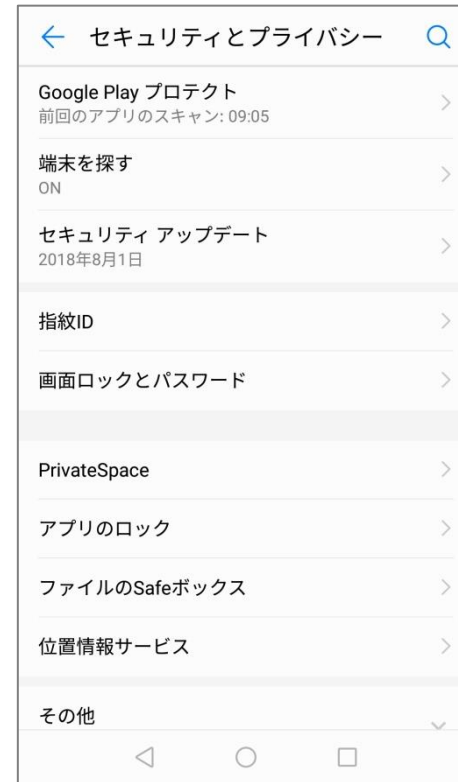 セキュリティとプライバシー
Google Play プロテクト
前回のアプリのスキャン: 09:05
端末を探す
ON
セキュリティ アップデート
2018年8月1日
指紋ID
画面ロックとパスワード
PrivateSpace
アプリのロック
ファイルのSafeボックス
位置情報サービス
その他